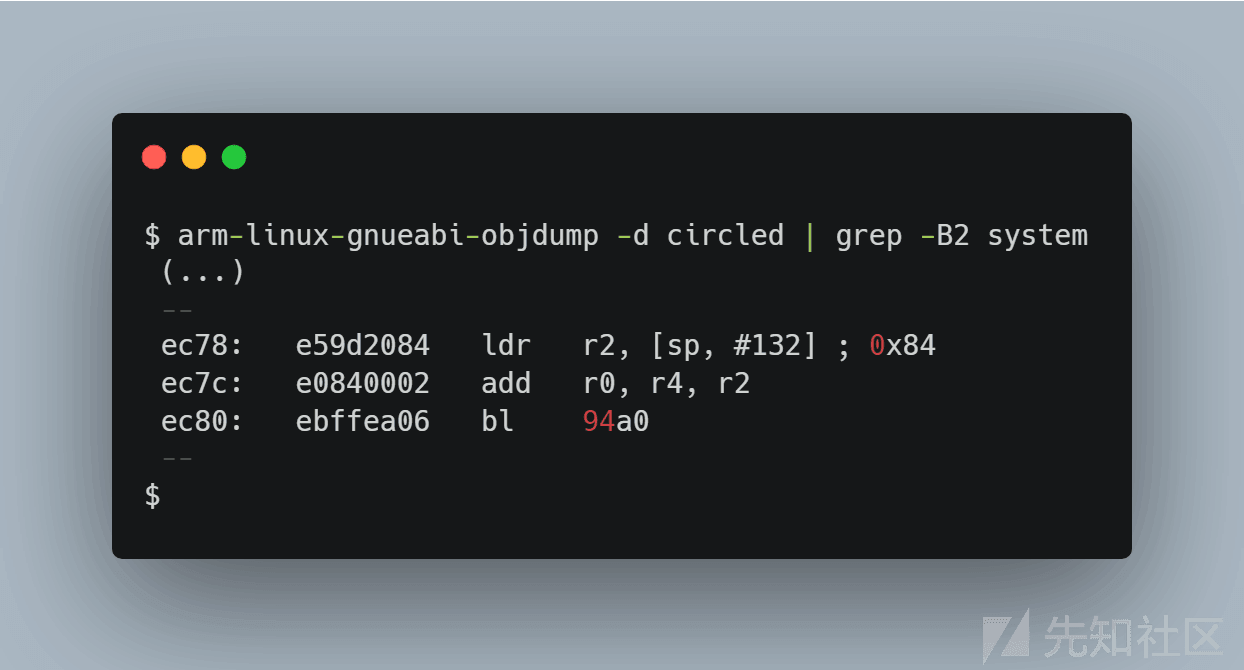 $ arm-linux-gnueabi-objdump -d circled | grep -B2 system
(...)
--
ec78: e59d2084 ldr r2, [sp, #132] ; 0x84
ec7c: e0840002 add r0, r4, r2
ec80: ebffea06 bl 94a0
--
$
先知社区